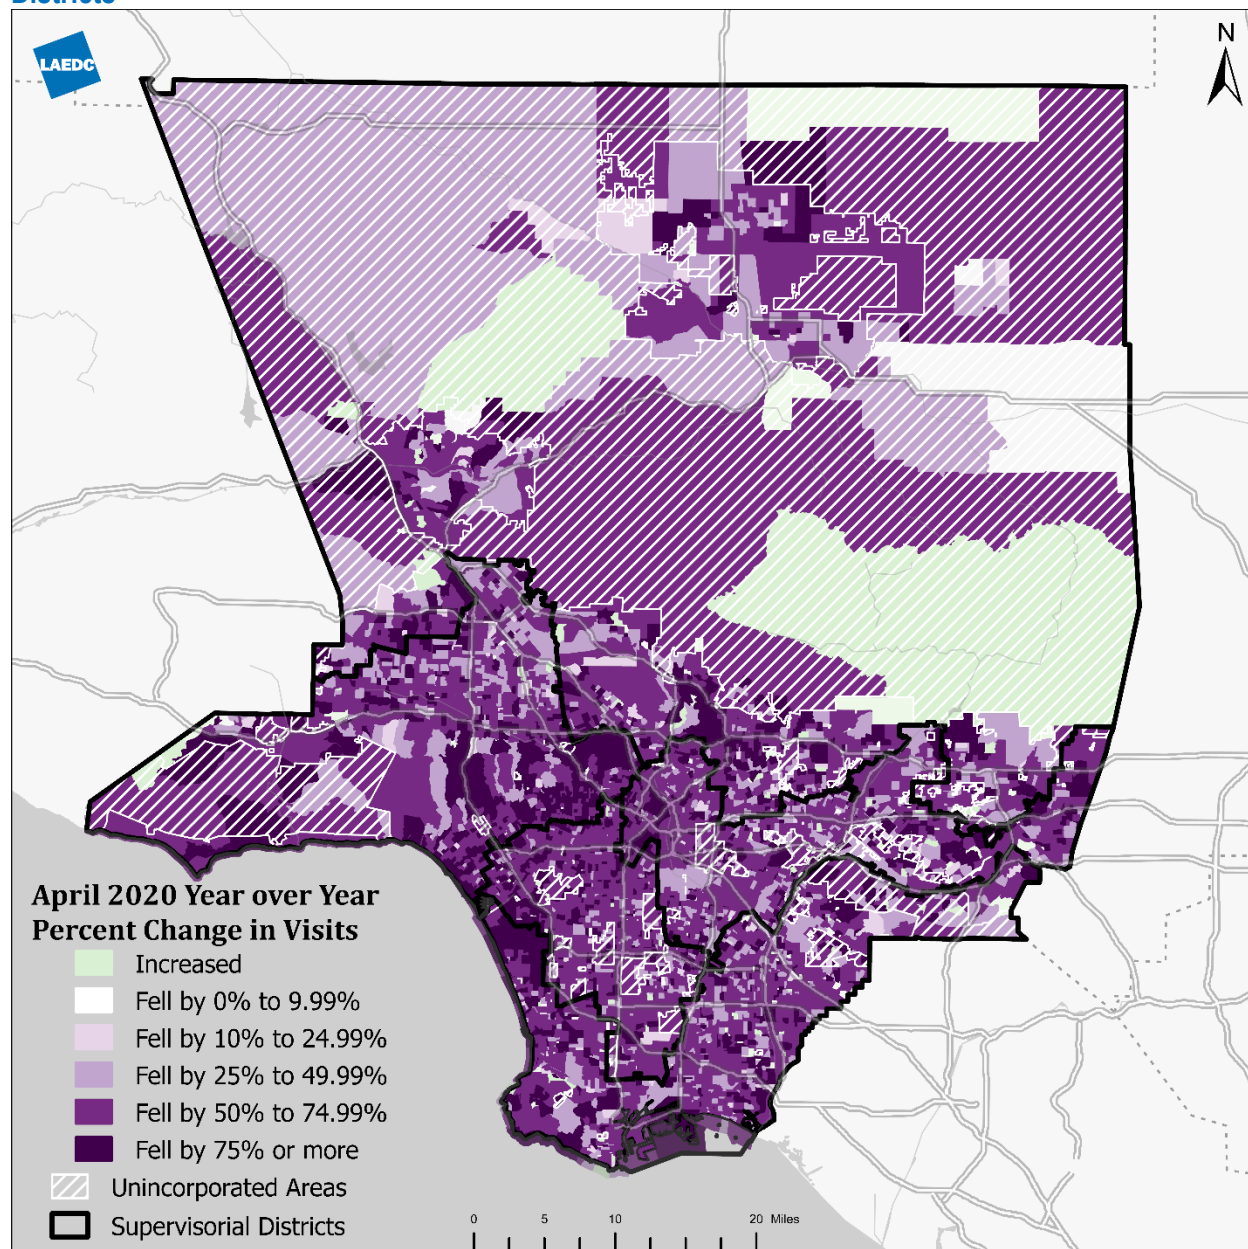 Districts
LAEDC
N
April 2020 Year over Year
Percent Change in Visits
Increased
Fell by 0% to 9.99%
Fell by 10% to 24.99%
Fell by 25% to 49.99%
Fell by 50% to 74.99%
Fell by 75% or more
Unincorporated Areas
Supervisorial Districts
0 5 10 20 Miles